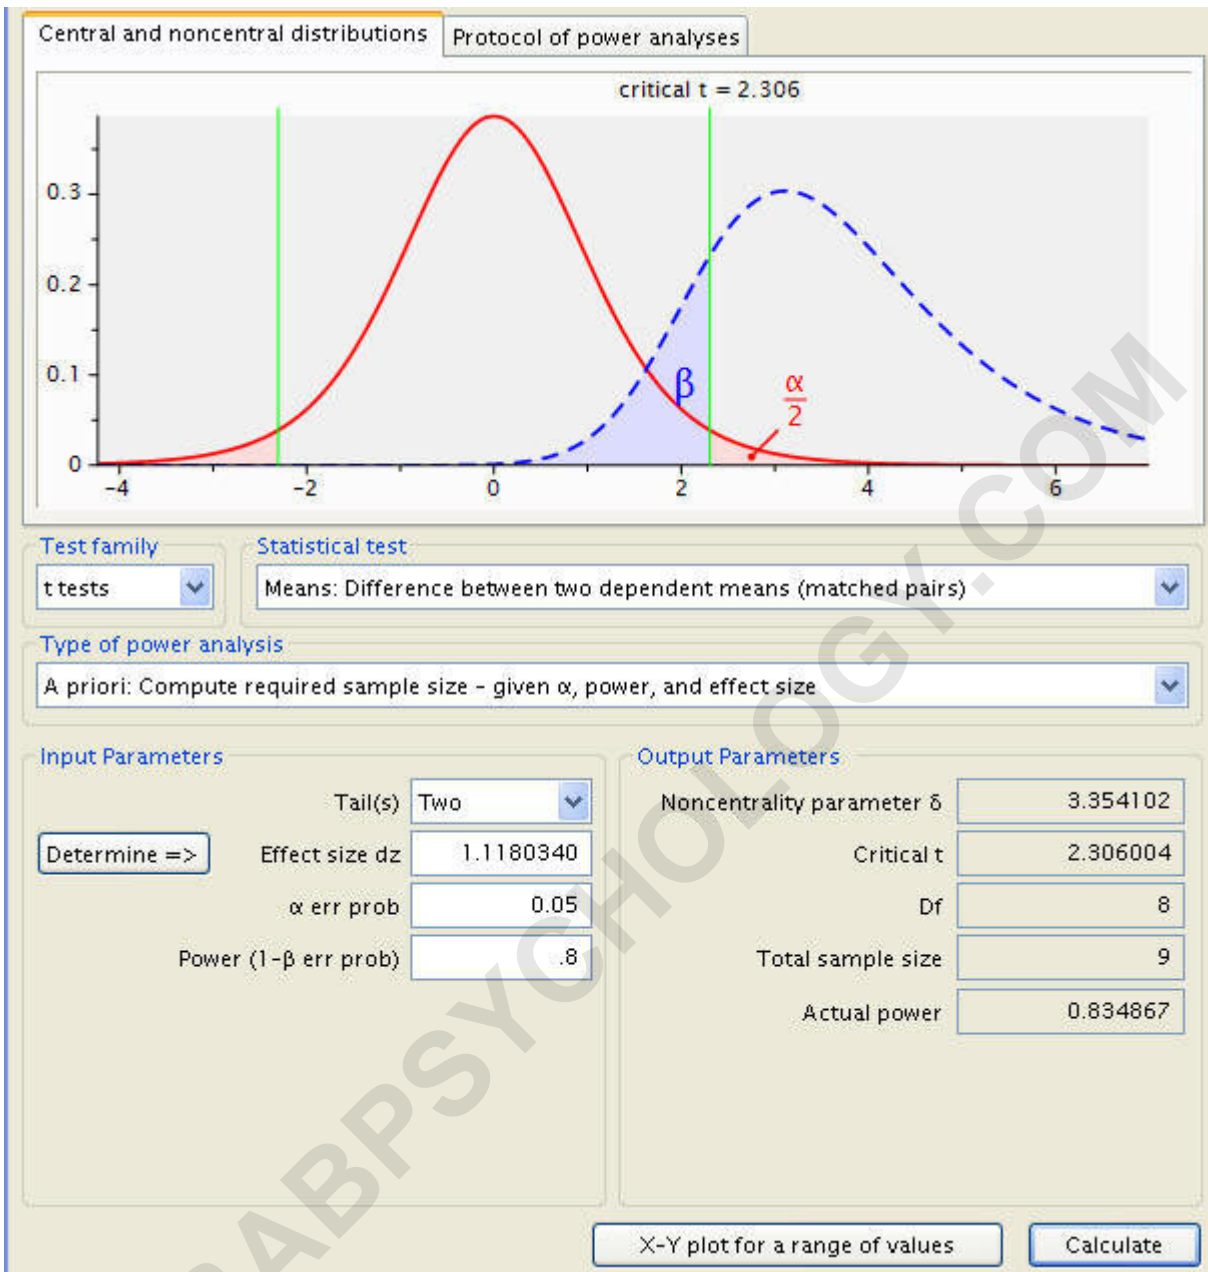 Central and noncentral distributions
Protocol of power analyses
critical t = 2.306
0.3
0.2
0.1
0
β
α
2
-4
-2
0
2
4
6
Test family
Statistical test
t tests
Means: Difference between two dependent means (matched pairs)
Type of power analysis
A priori: Compute required sample size – given α, power, and effect size
Input Parameters
Tail(s) Two
Determine => Effect size dz 1.1180340
α err prob 0.05
Power (1-β err prob) .8
Output Parameters
Noncentrality parameter δ 3.354102
Critical t 2.306004
Df 8
Total sample size 9
Actual power 0.834867
X-Y plot for a range of values
Calculate
ABPSYCHOLOGY.COM